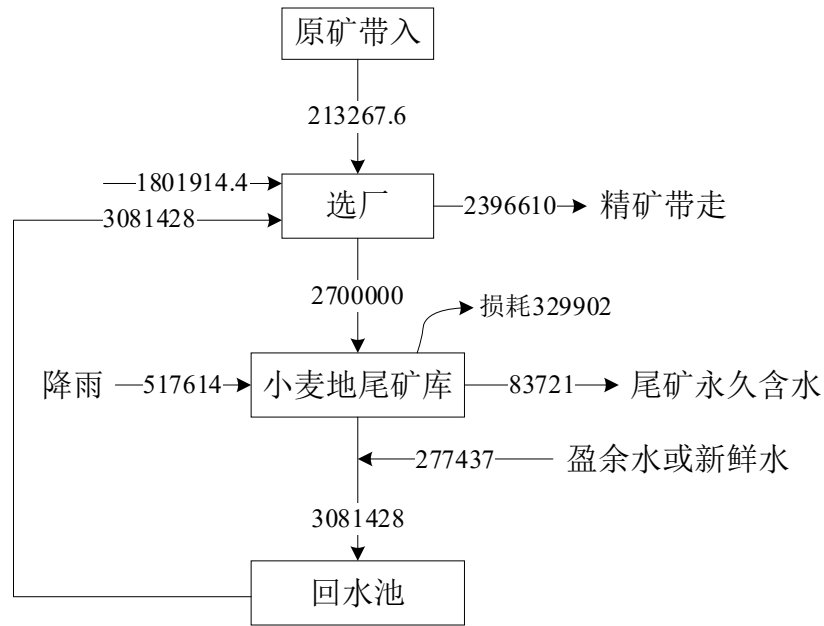 原矿带入
213267.6
1801914.4
选厂
2396610
精矿带走
3081428
2700000
损耗329902
降雨
517614
小麦地尾矿库
83721
尾矿永久含水
277437
盈余水或新鲜水
3081428
回水池